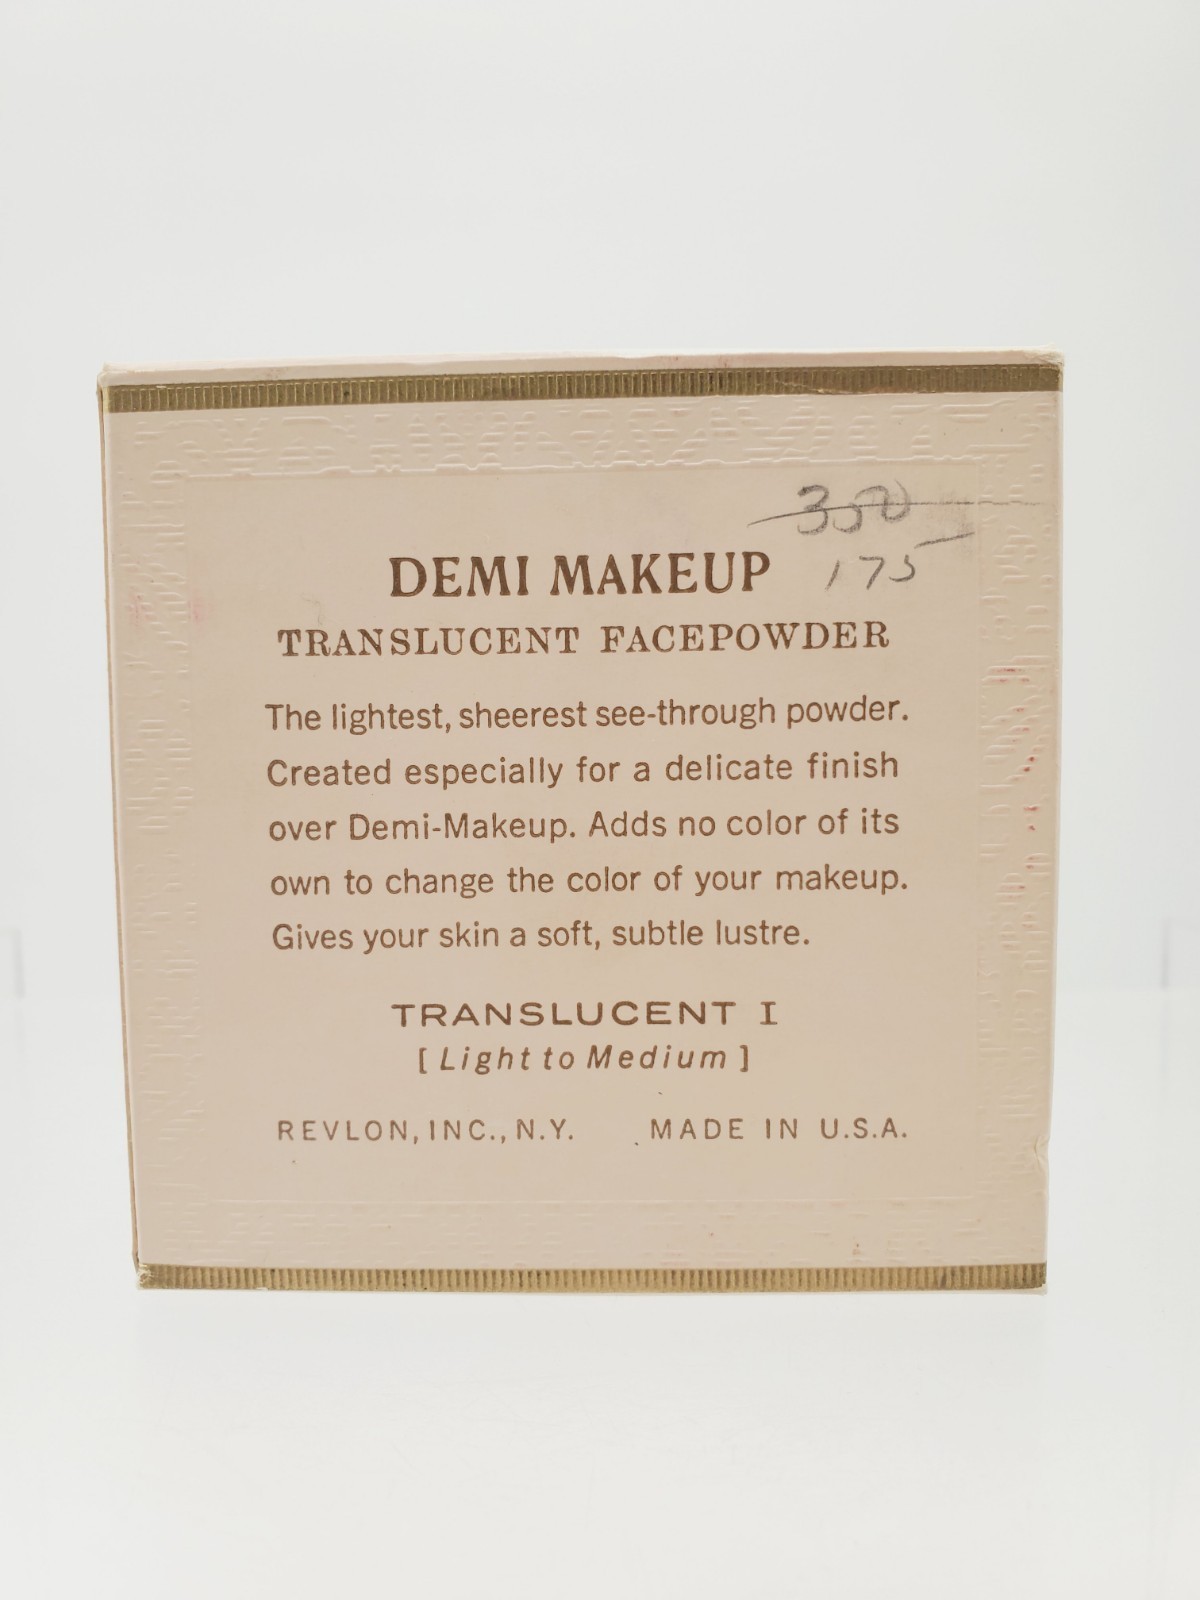 350
175
DEMI MAKEUP
TRANSLUCENT FACEPOWDER
The lightest, sheerest see-through powder.
Created especially for a delicate finish
over Demi-Makeup. Adds no color of its
own to change the color of your makeup.
Gives your skin a soft, subtle lustre.
TRANSLUCENT I
[Light to Medium]
REVLON, INC., N.Y. MADE IN U.S.A.